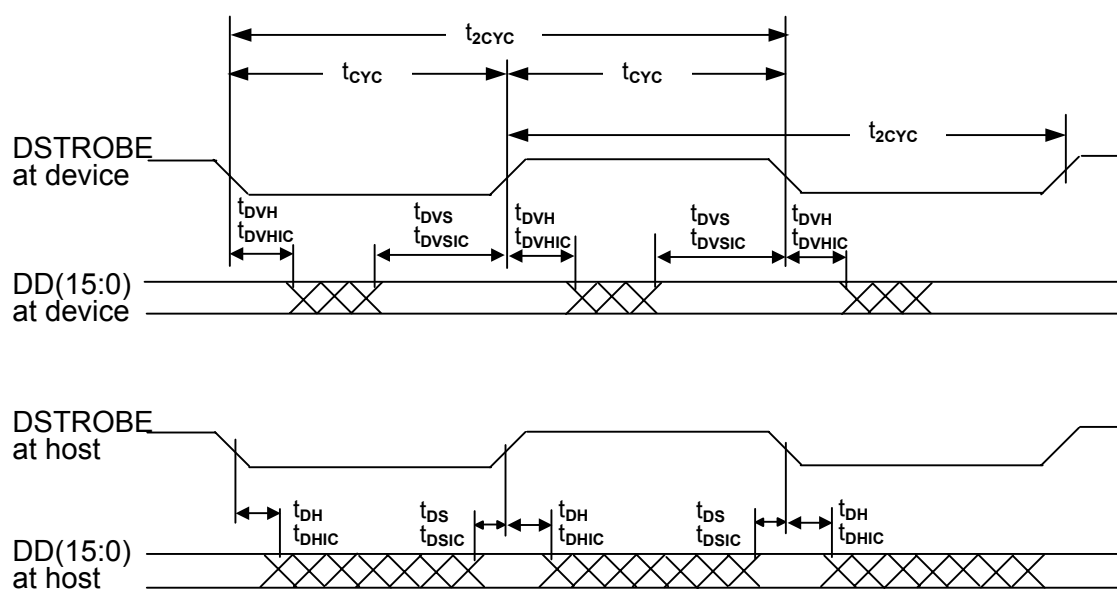 t2CYC
tCYC tCYC
t2CYC
DSTROBE
at device
tDVH tDVS tDVH tDVS tDVH
tDVHIC tDVSIC tDVHIC tDVSIC tDVHIC
DD(15:0)
at device
DSTROBE
at host
tDH tDS tDH tDS tDH
tDHIC tDSIC tDHIC tDSIC tDHIC
DD(15:0)
at host